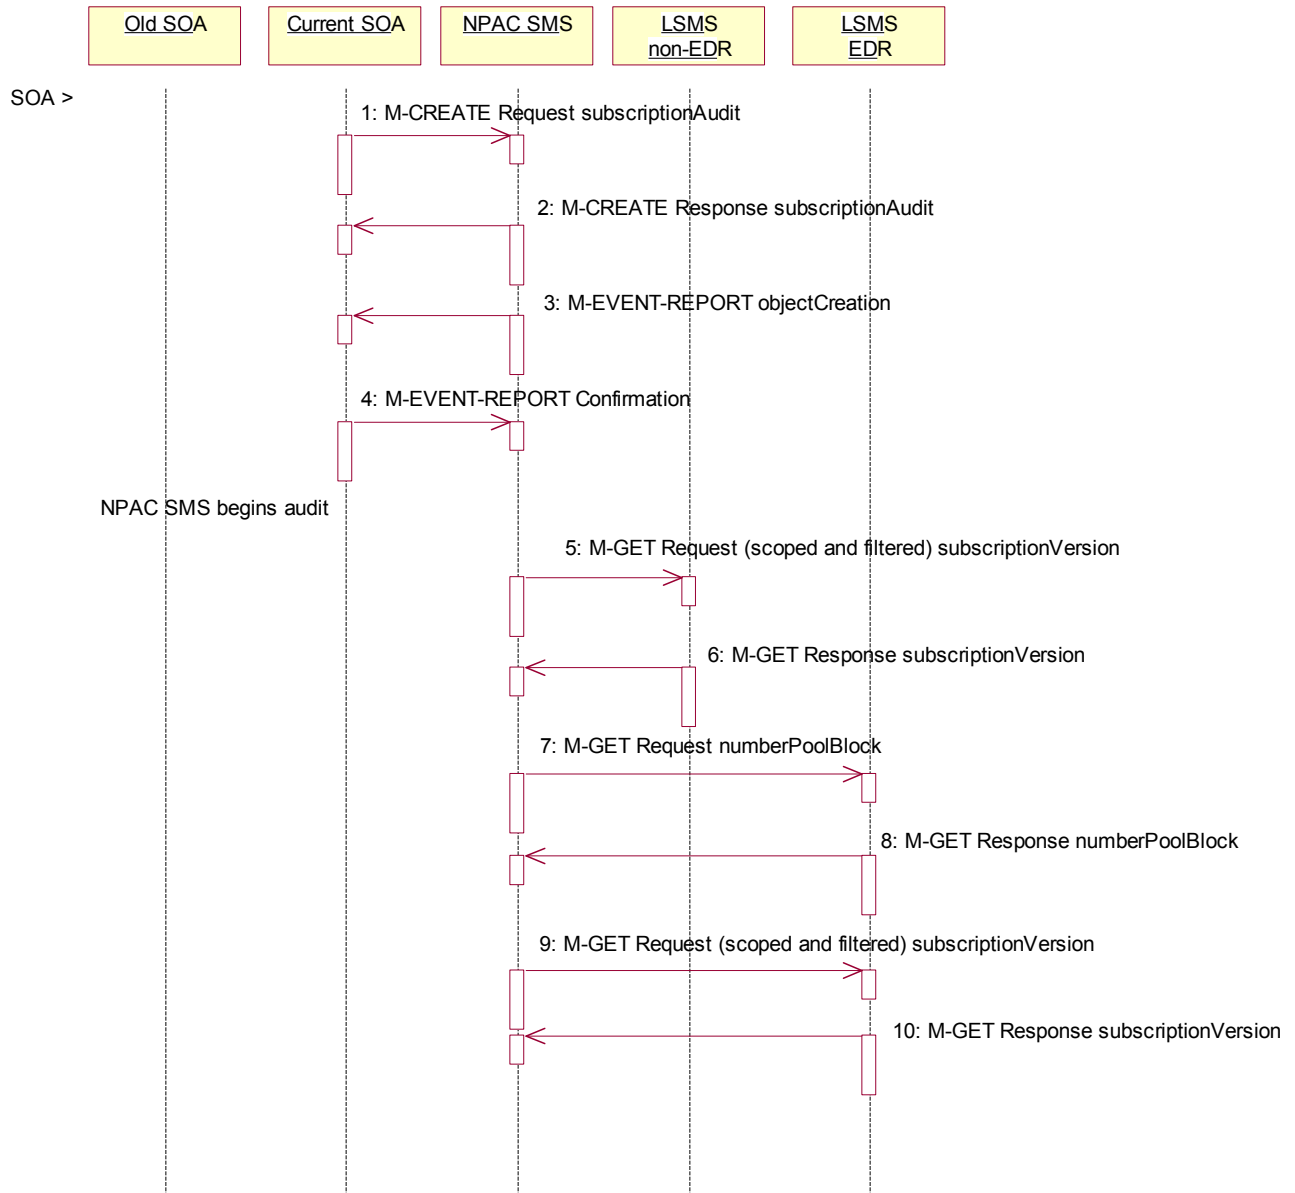 Old SOA
Current SOA
NPAC SMS
LSMS
non-EDR
LSMS
EDR
SOA >
1: M-CREATE Request subscriptionAudit
2: M-CREATE Response subscriptionAudit
3: M-EVENT-REPORT objectCreation
4: M-EVENT-REPORT Confirmation
NPAC SMS begins audit
5: M-GET Request (scoped and filtered) subscriptionVersion
6: M-GET Response subscriptionVersion
7: M-GET Request numberPoolBlock
8: M-GET Response numberPoolBlock
9: M-GET Request (scoped and filtered) subscriptionVersion
10: M-GET Response subscriptionVersion